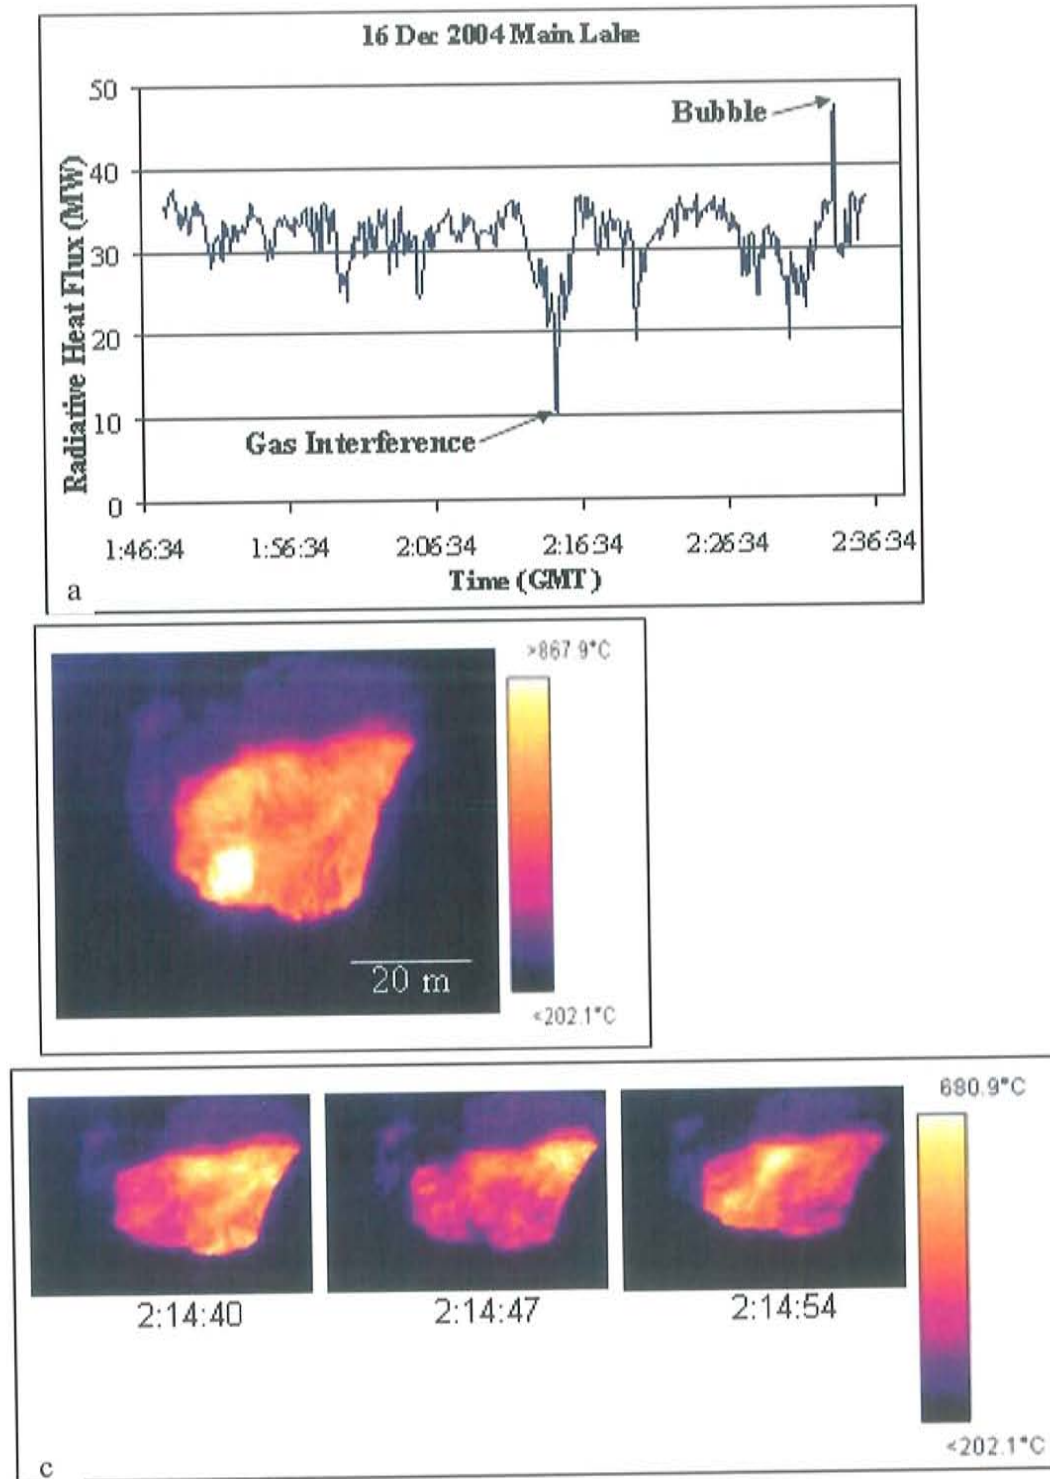 16 Dec 2004 Main Lake
50
40
30
20
10
0
Radiative Heat Flux (MW)
Bubble
Gas Interference
1:46:34
1:56:34
2:06:34
2:16:34
2:26:34
2:36:34
Time (GMT)
a
>867.9°C
20 m
<202.1°C
680.9°C
2:14:40
2:14:47
2:14:54
<202.1°C
c